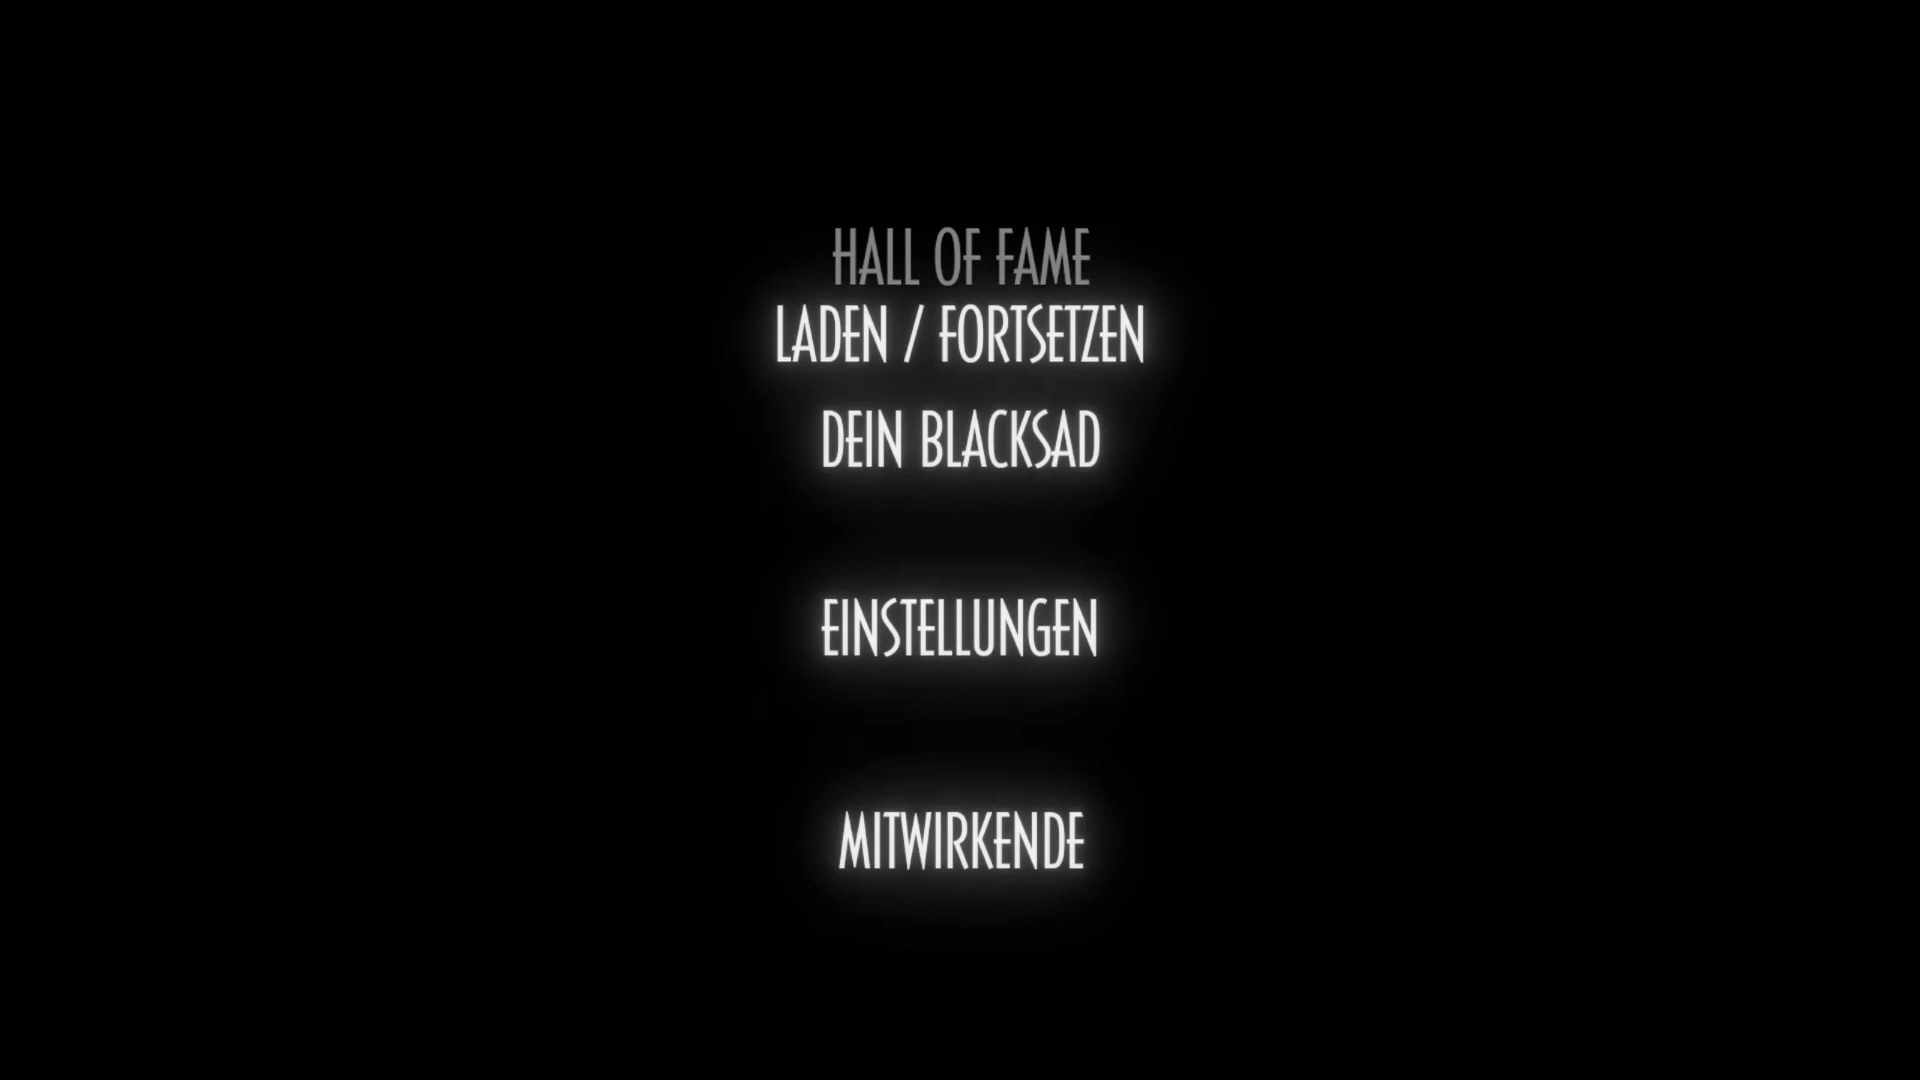 HALL OF FAME
LADEN / FORTSETZEN
DEIN BLACKSAD
EINSTELLUNGEN
MITWIRKENDE